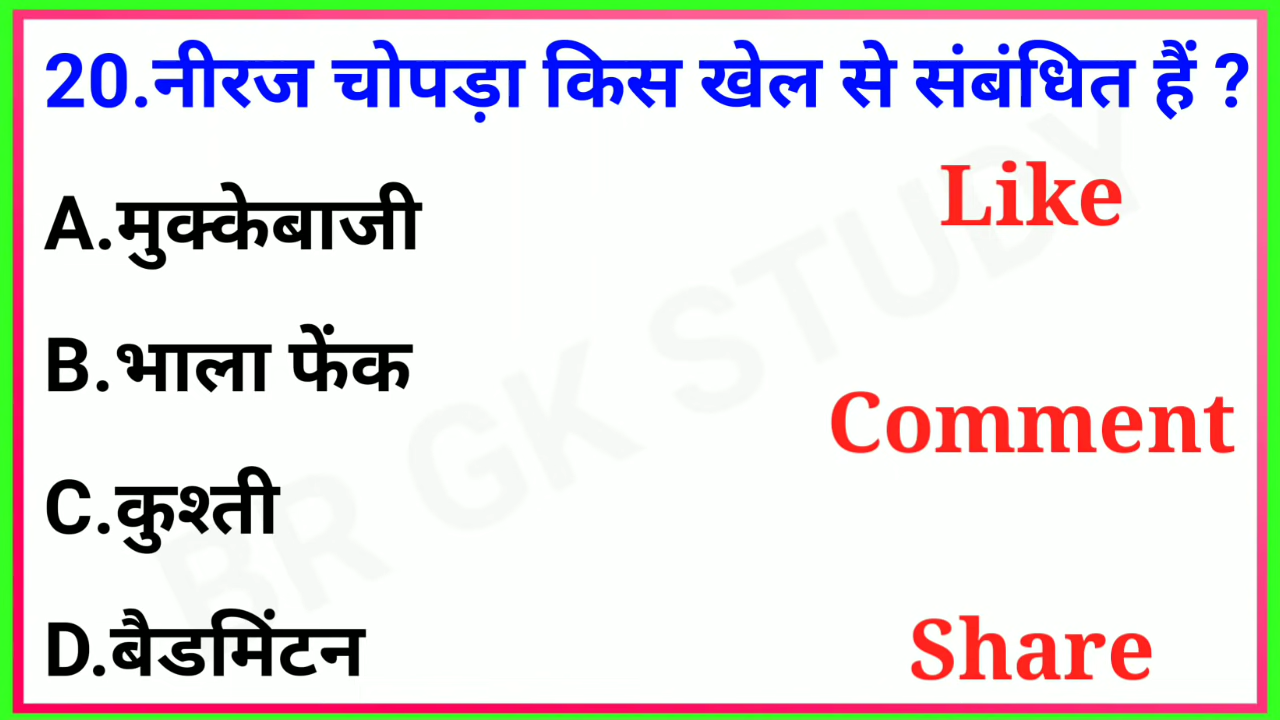 20.नीरज चोपड़ा किस खेल से संबंधित हैं ?
A.मुक्केबाजी
Like
B.भाला फेंक
Comment
C.कुश्ती
D.बैडमिंटन
Share
BR GK STUDY